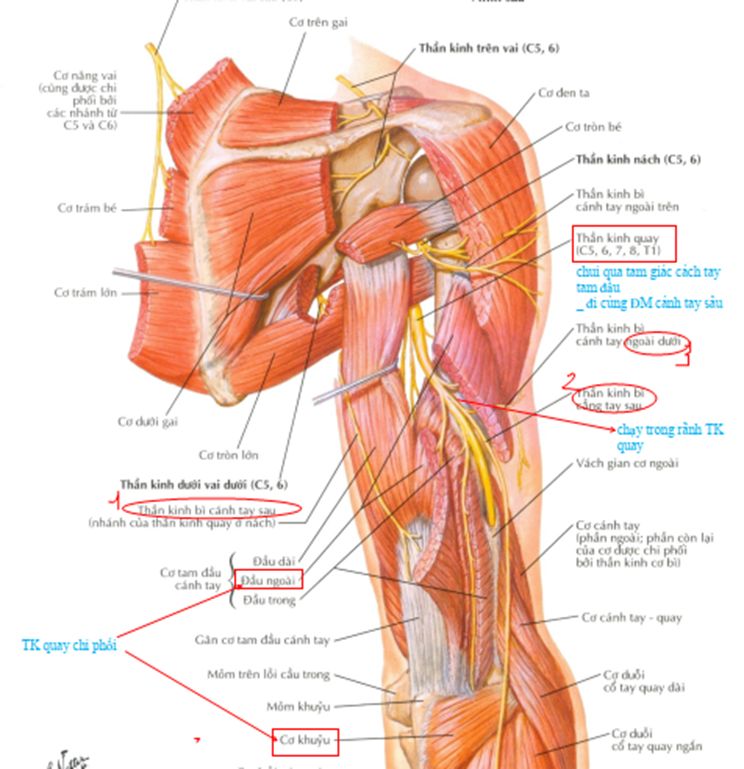 Cơ trên gai
Thần kinh trên vai (C5, 6)
Cơ nâng vai
(cũng được chi
phối bởi
các nhánh từ
C5 và C6)
Cơ đen ta
Cơ tròn bé
Thần kinh nách (C5, 6)
Thần kinh bì
cánh tay ngoài trên
Cơ trám bé
Thần kinh quay
(C5, 6, 7, 8, T1)
chui qua tam giác cách tay
tam đầu
_ đi cùng ĐM cánh tay sâu
Cơ trám lớn
Thần kinh bì
cánh tay ngoài dưới
3
2
Thần kinh bì
cẳng tay sau
chạy trong rãnh TK
quay
Cơ dưới gai
Cơ tròn lớn
Vách gian cơ ngoài
Thần kinh dưới vai dưới (C5, 6)
1
Thần kinh bì cánh tay sau
(nhánh của thần kinh quay ở nách)
Cơ cánh tay
(phần ngoài; phần còn lại
của cơ được chi phối
bởi thần kinh cơ bì)
Cơ tam đầu
cánh tay
Đầu dài
Đầu ngoài
Đầu trong
Cơ cánh tay - quay
TK quay chi phối
Gân cơ tam đầu cánh tay
Mỏm trên lồi cầu trong
Cơ duỗi
cổ tay quay dài
Mỏm khuỷu
Cơ khuỷu
Cơ duỗi
cổ tay quay ngắn